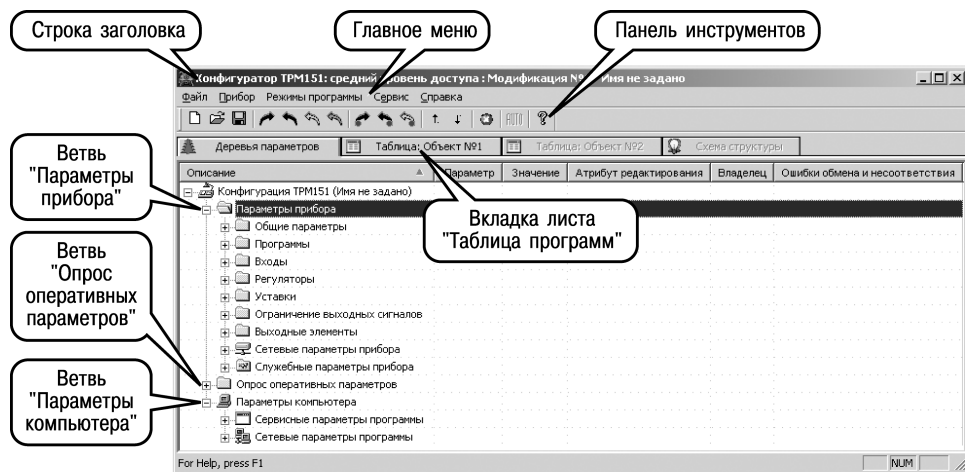 Строка заголовка
Главное меню
Панель инструментов
Конфигуратор ТРМ151: средний уровень доступа : Модификация Имя не задано
Файл Прибор Режимы программы Сервис Справка
AUTO
Деревья параметров Таблица: Объект №1 Таблица: Объект №2 Схема структуры
Описание Параметр Значение Атрибут редактирования Владелец Ошибки обмена и несоответствия
Конфигурация ТРМ151 (Имя не задано)
Параметры прибора
Общие параметры
Программы
Входы
Регуляторы
Уставки
Ограничение выходных сигналов
Выходные элементы
Сетевые параметры прибора
Служебные параметры прибора
Опрос оперативных параметров
Параметры компьютера
Сервисные параметры программы
Сетевые параметры программы
For Help, press F1
NUM
Ветвь
"Параметры
прибора"
Ветвь
"Опрос
оперативных
параметров"
Ветвь
"Параметры
компьютера"
Вкладка листа
"Таблица программ"